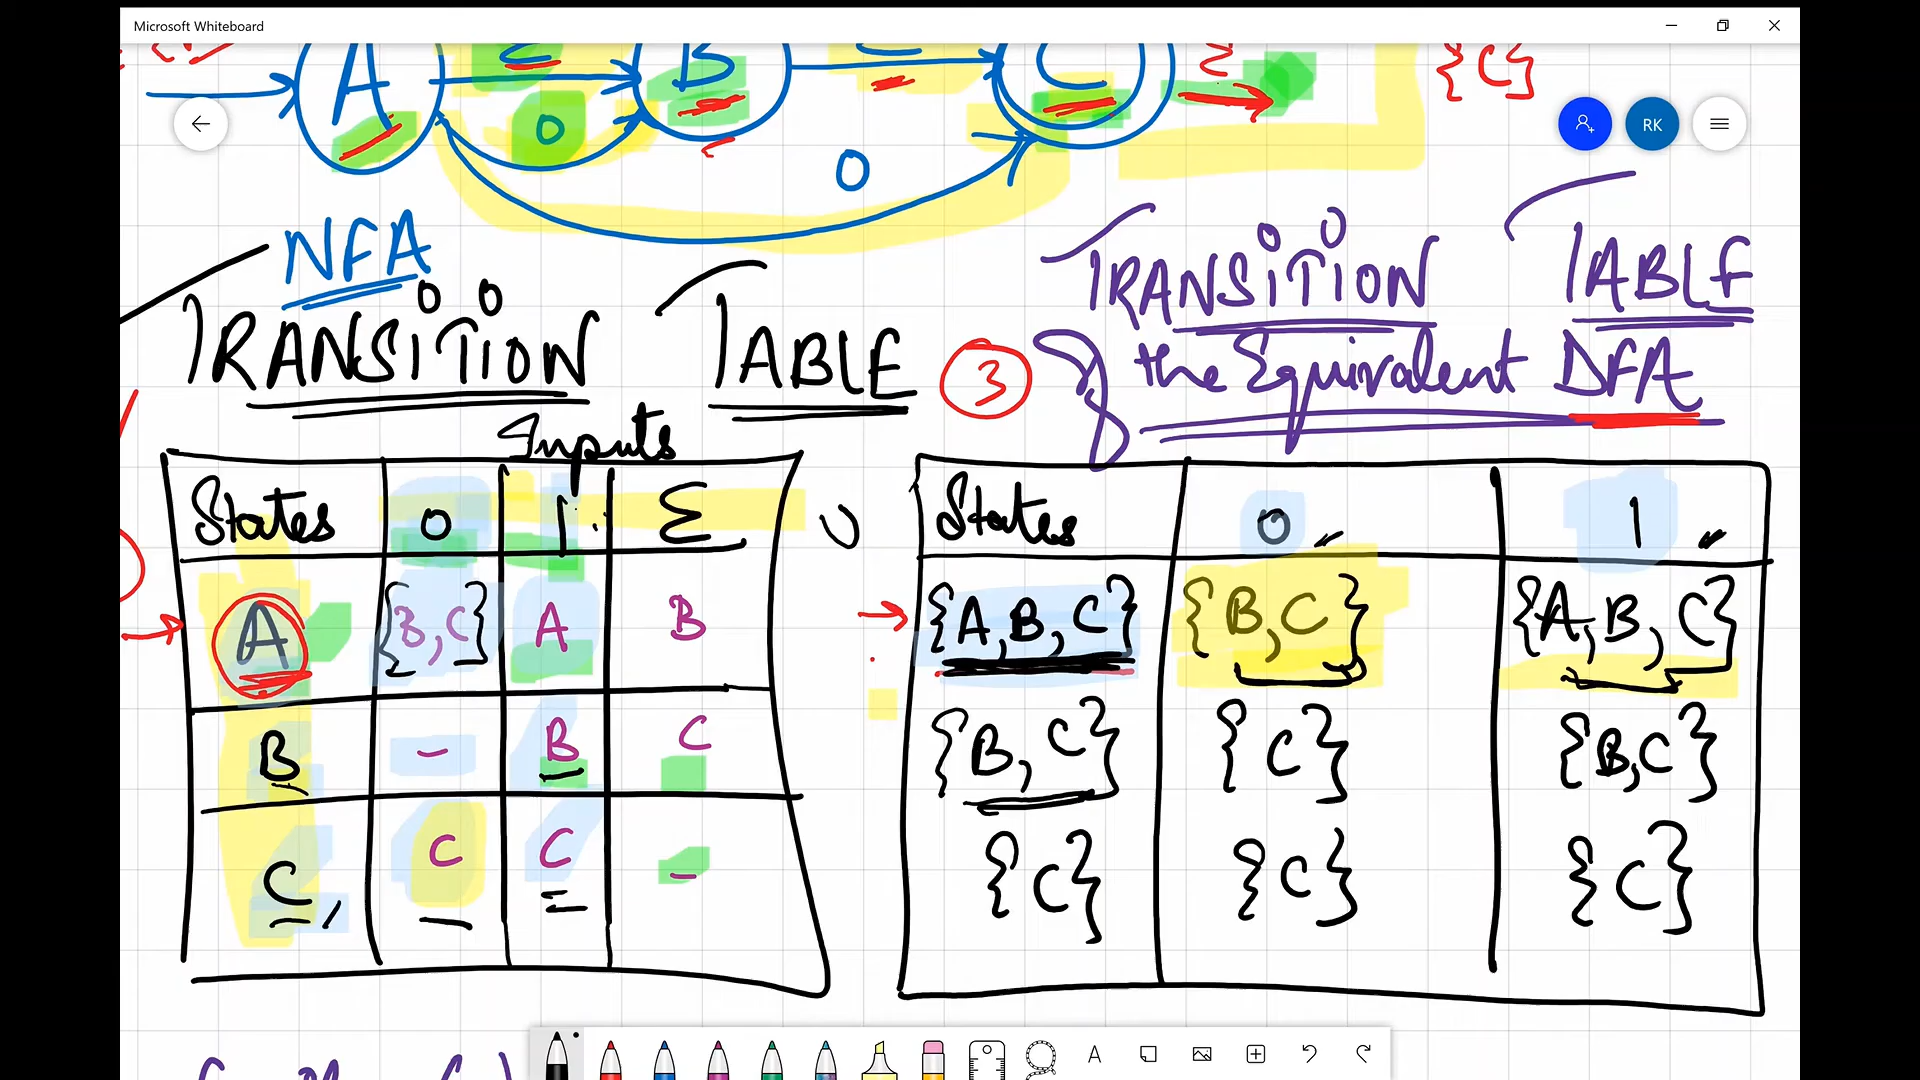 Microsoft Whiteboard
A ε B ε C ε {C}
0
0
RK
NFA
TRANSITION TABLE
TRANSITION TABLE
3 of the Equivalent DFA
Inputs
States 0 1 ε
A {B,C} A B
B - B C
C C C -
States 0 1
{A,B,C} {B,C} {A,B,C}
{B,C} {C} {B,C}
{C} {C} {C}
A